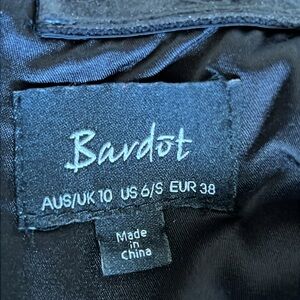 Bardot
AUS/UK 10 US 6/S EUR 38
Made
in
China